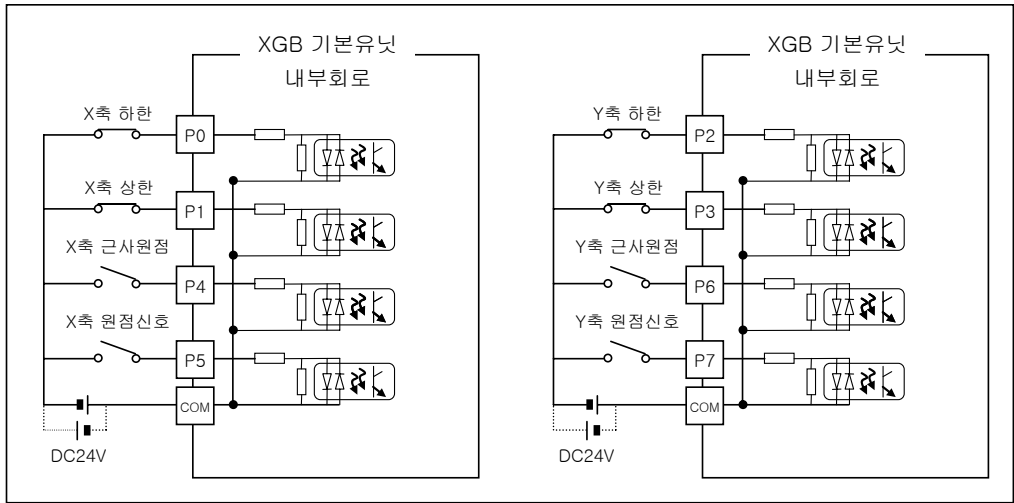 XGB 기본유닛
내부회로
X축 하한
P0
X축 상한
P1
X축 근사원점
P4
X축 원점신호
P5
COM
DC24V
XGB 기본유닛
내부회로
Y축 하한
P2
Y축 상한
P3
Y축 근사원점
P6
Y축 원점신호
P7
COM
DC24V